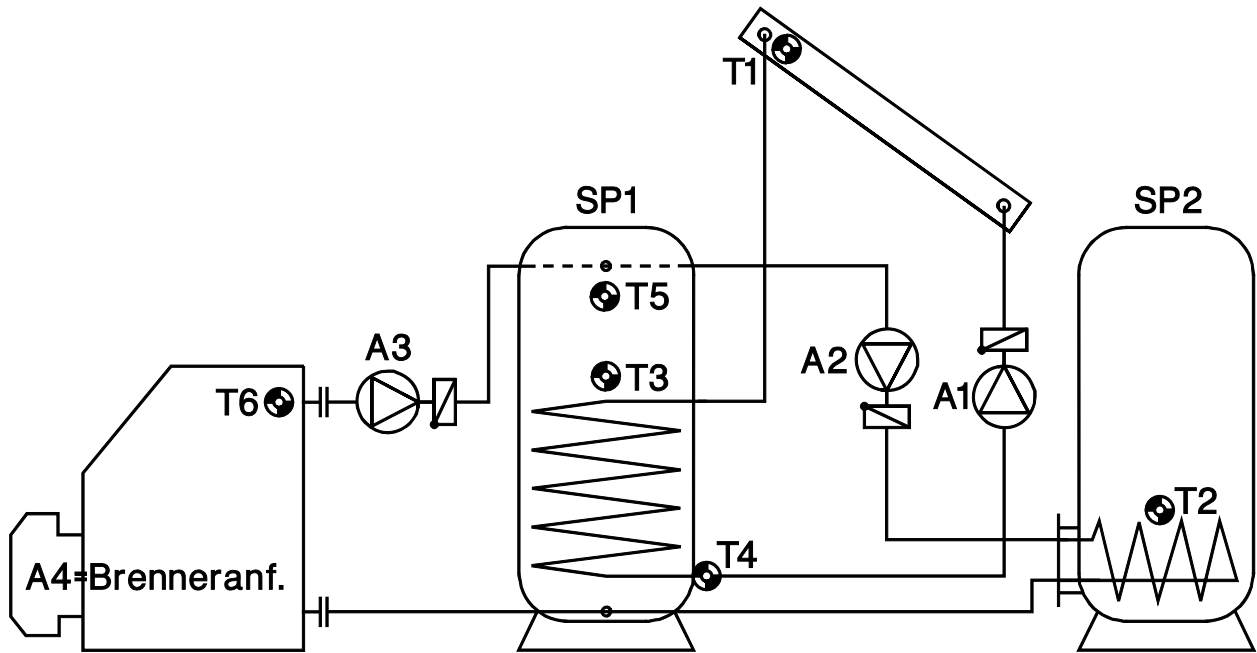 T1
SP1
SP2
T5
A3
A2
T3
T6
A1
T2
T4
A4=Brenneranf.